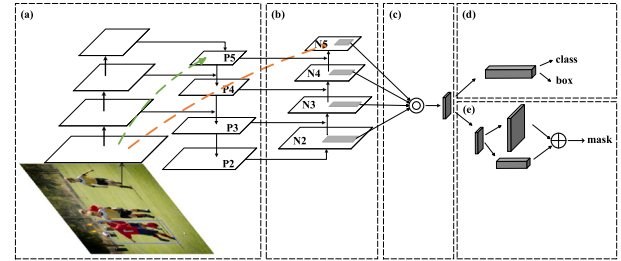 (a)
(b)
(c)
(d)
(e)
P5
P4
P3
P2
N5
N4
N3
N2
class
box
mask